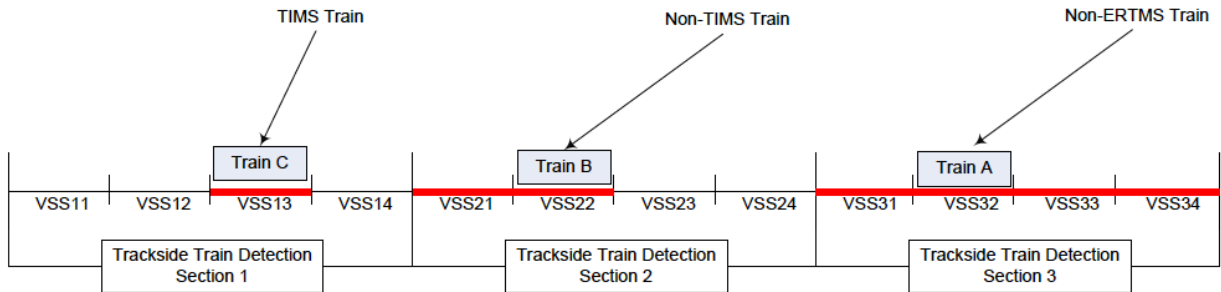 TIMS Train
Non-TIMS Train
Non-ERTMS Train
Train C
Train B
Train A
VSS11
VSS12
VSS13
VSS14
VSS21
VSS22
VSS23
VSS24
VSS31
VSS32
VSS33
VSS34
Trackside Train Detection
Section 1
Trackside Train Detection
Section 2
Trackside Train Detection
Section 3